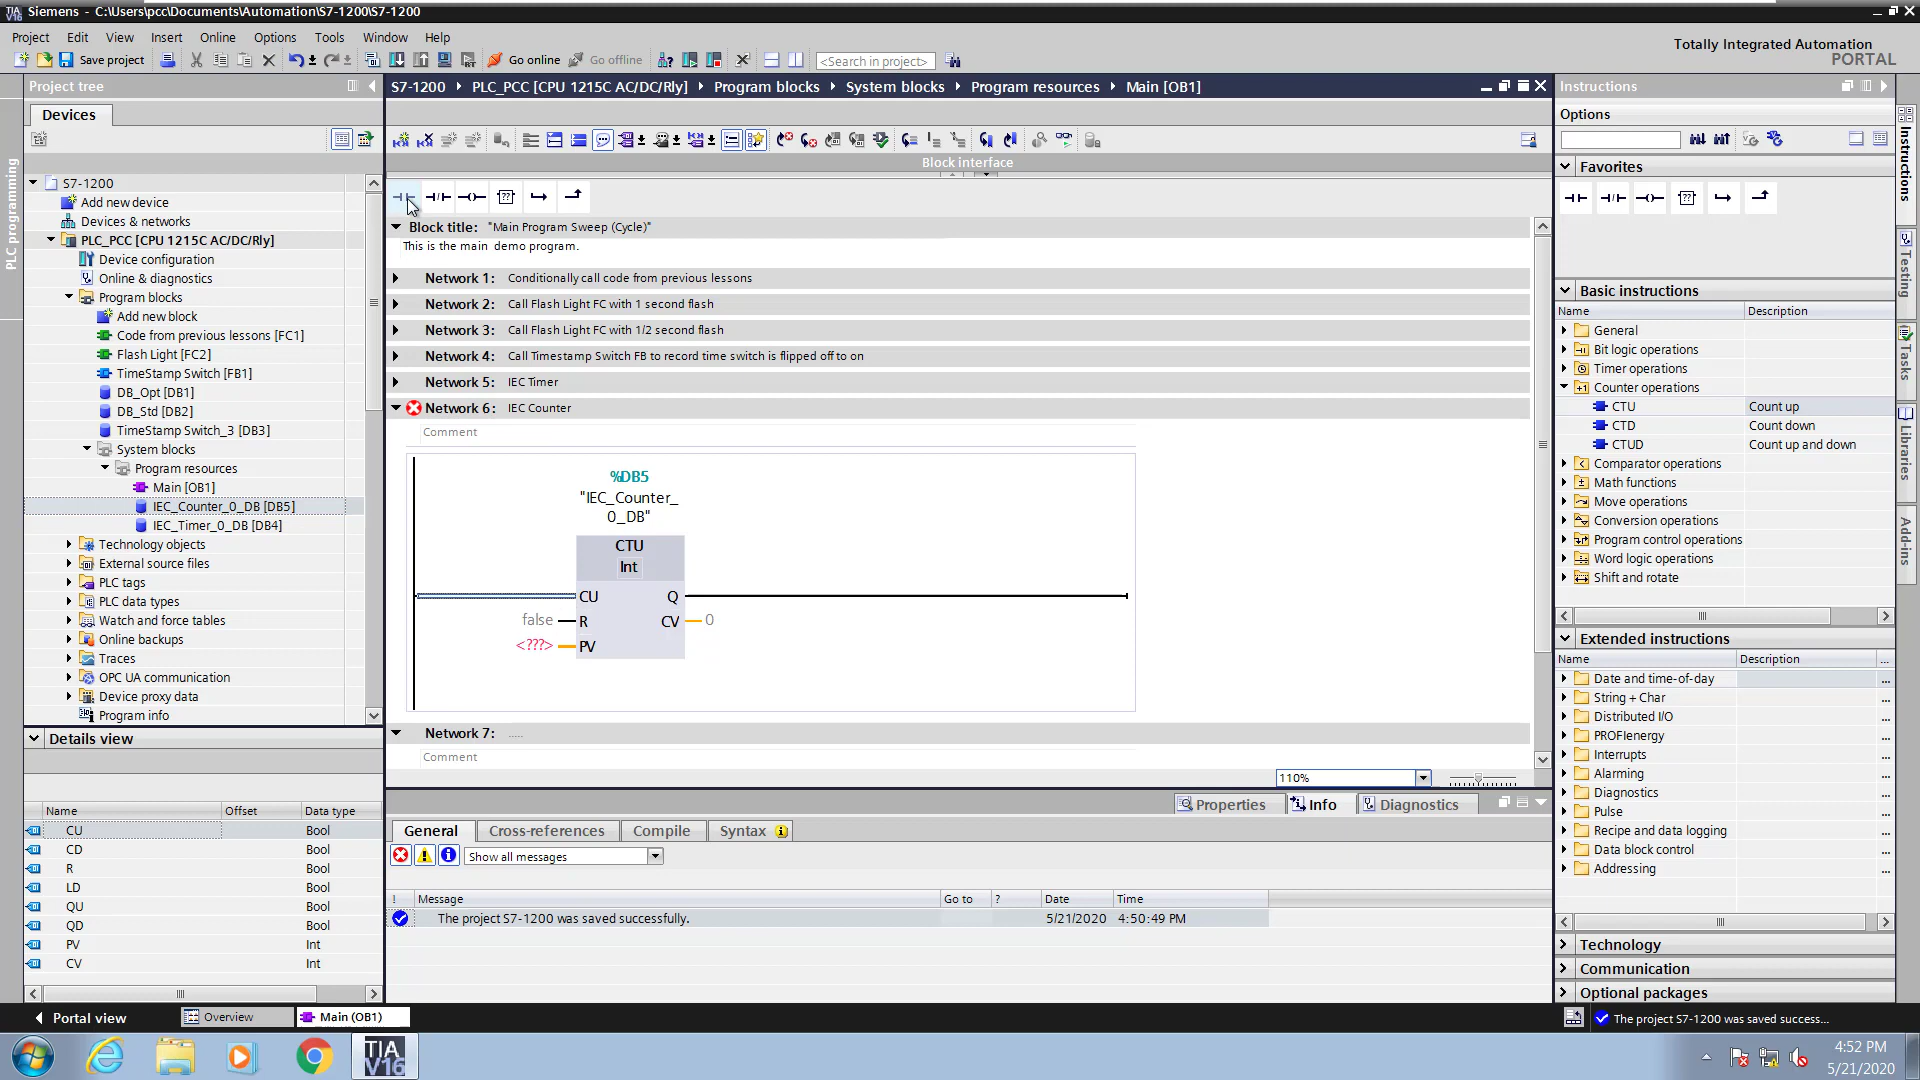 Siemens - C:\Users\pcc\Documents\Automation\S7-1200\S7-1200
Project Edit View Insert Online Options Tools Window Help
Totally Integrated Automation
PORTAL
Save project
Go online
Go offline
<Search in project>
Project tree
S7-1200 PLC_PCC [CPU 1215C AC/DC/Rly] Program blocks System blocks Program resources Main [OB1]
Instructions
Devices
Options
PLC programming
Block interface
Favorites
S7-1200
Add new device
Devices & networks
PLC_PCC [CPU 1215C AC/DC/Rly]
Device configuration
Online & diagnostics
Program blocks
Add new block
Code from previous lessons [FC1]
Flash Light [FC2]
TimeStamp Switch [FB1]
DB_Opt [DB1]
DB_Std [DB2]
TimeStamp Switch_3 [DB3]
System blocks
Program resources
Main [OB1]
IEC_Counter_0_DB [DB5]
IEC_Timer_0_DB [DB4]
Technology objects
External source files
PLC tags
PLC data types
Watch and force tables
Online backups
Traces
OPC UA communication
Device proxy data
Program info
Block title: "Main Program Sweep (Cycle)"
This is the main demo program.
Network 1: Conditionally call code from previous lessons
Network 2: Call Flash Light FC with 1 second flash
Network 3: Call Flash Light FC with 1/2 second flash
Network 4: Call Timestamp Switch FB to record time switch is flipped off to on
Network 5: IEC Timer
Network 6: IEC Counter
Comment
%DB5
"IEC_Counter_
0_DB"
CTU
Int
CU Q
false R CV 0
<???> PV
Network 7: .....
Comment
110%
Basic instructions
Name Description
General
Bit logic operations
Timer operations
Counter operations
CTU Count up
CTD Count down
CTUD Count up and down
Comparator operations
Math functions
Move operations
Conversion operations
Program control operations
Word logic operations
Shift and rotate
Extended instructions
Name Description ...
Date and time-of-day ...
String + Char ...
Distributed I/O ...
PROFIenergy ...
Interrupts ...
Alarming ...
Diagnostics ...
Pulse ...
Recipe and data logging ...
Data block control ...
Addressing ...
Technology
Communication
Optional packages
Instructions
Testing
Tasks
Libraries
Add-ins
Details view
Name Offset Data type
CU Bool
CD Bool
R Bool
LD Bool
QU Bool
QD Bool
PV Int
CV Int
Properties Info Diagnostics
General Cross-references Compile Syntax
Show all messages
! Message Go to ? Date Time
The project S7-1200 was saved successfully. 5/21/2020 4:50:49 PM
Portal view Overview Main (OB1)
The project S7-1200 was saved success...
TIA
V16
4:52 PM
5/21/2020